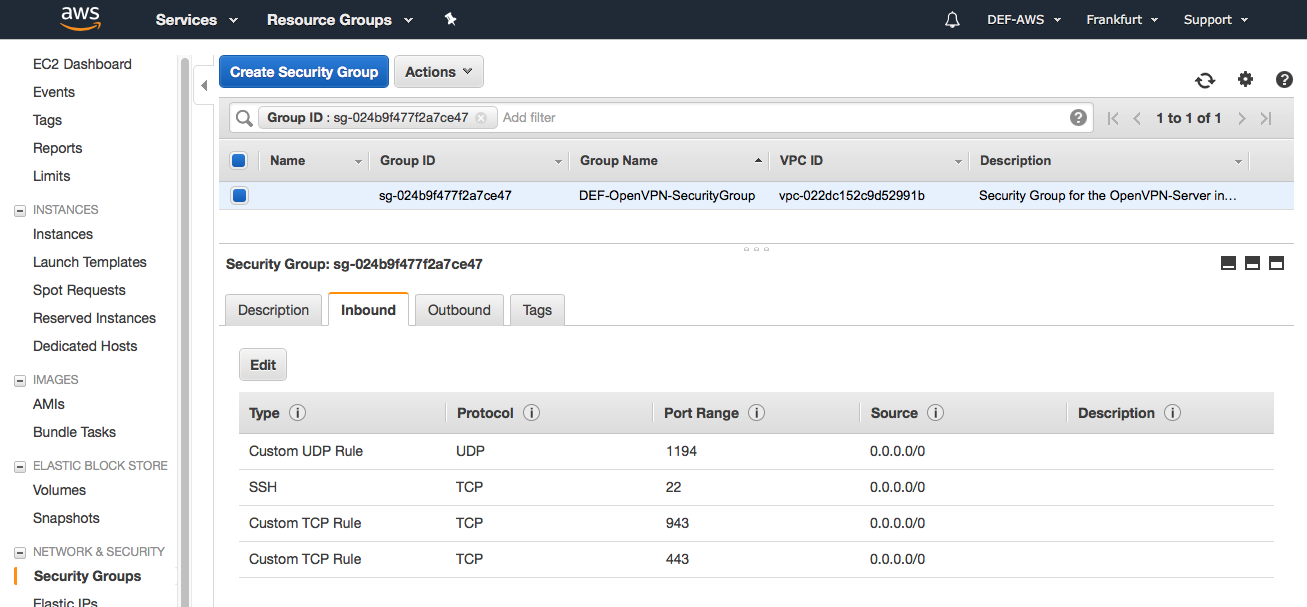 aws Services Resource Groups DEF-AWS Frankfurt Support
EC2 Dashboard
Events
Tags
Reports
Limits
INSTANCES
Instances
Launch Templates
Spot Requests
Reserved Instances
Dedicated Hosts
IMAGES
AMIs
Bundle Tasks
ELASTIC BLOCK STORE
Volumes
Snapshots
NETWORK & SECURITY
Security Groups
Elastic IPs
Create Security Group Actions
Group ID : sg-024b9f477f2a7ce47 Add filter 1 to 1 of 1
Name Group ID Group Name VPC ID Description
sg-024b9f477f2a7ce47 DEF-OpenVPN-SecurityGroup vpc-022dc152c9d52991b Security Group for the OpenVPN-Server in…
Security Group: sg-024b9f477f2a7ce47
Description Inbound Outbound Tags
Edit
Type Protocol Port Range Source Description
Custom UDP Rule UDP 1194 0.0.0.0/0
SSH TCP 22 0.0.0.0/0
Custom TCP Rule TCP 943 0.0.0.0/0
Custom TCP Rule TCP 443 0.0.0.0/0